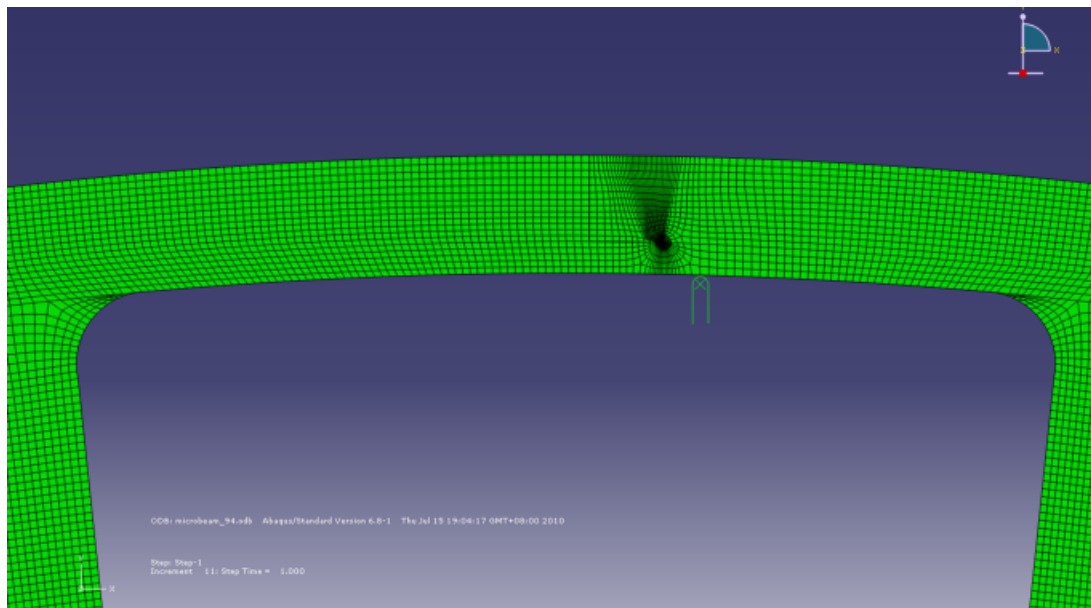 ODB: microbeam_94.odb Abaqus/Standard Version 6.8-1 Thu Jul 15 19:04:17 GMT+08:00 2010
Step: Step-1
Increment 11: Step Time = 1.000
X
Y
X